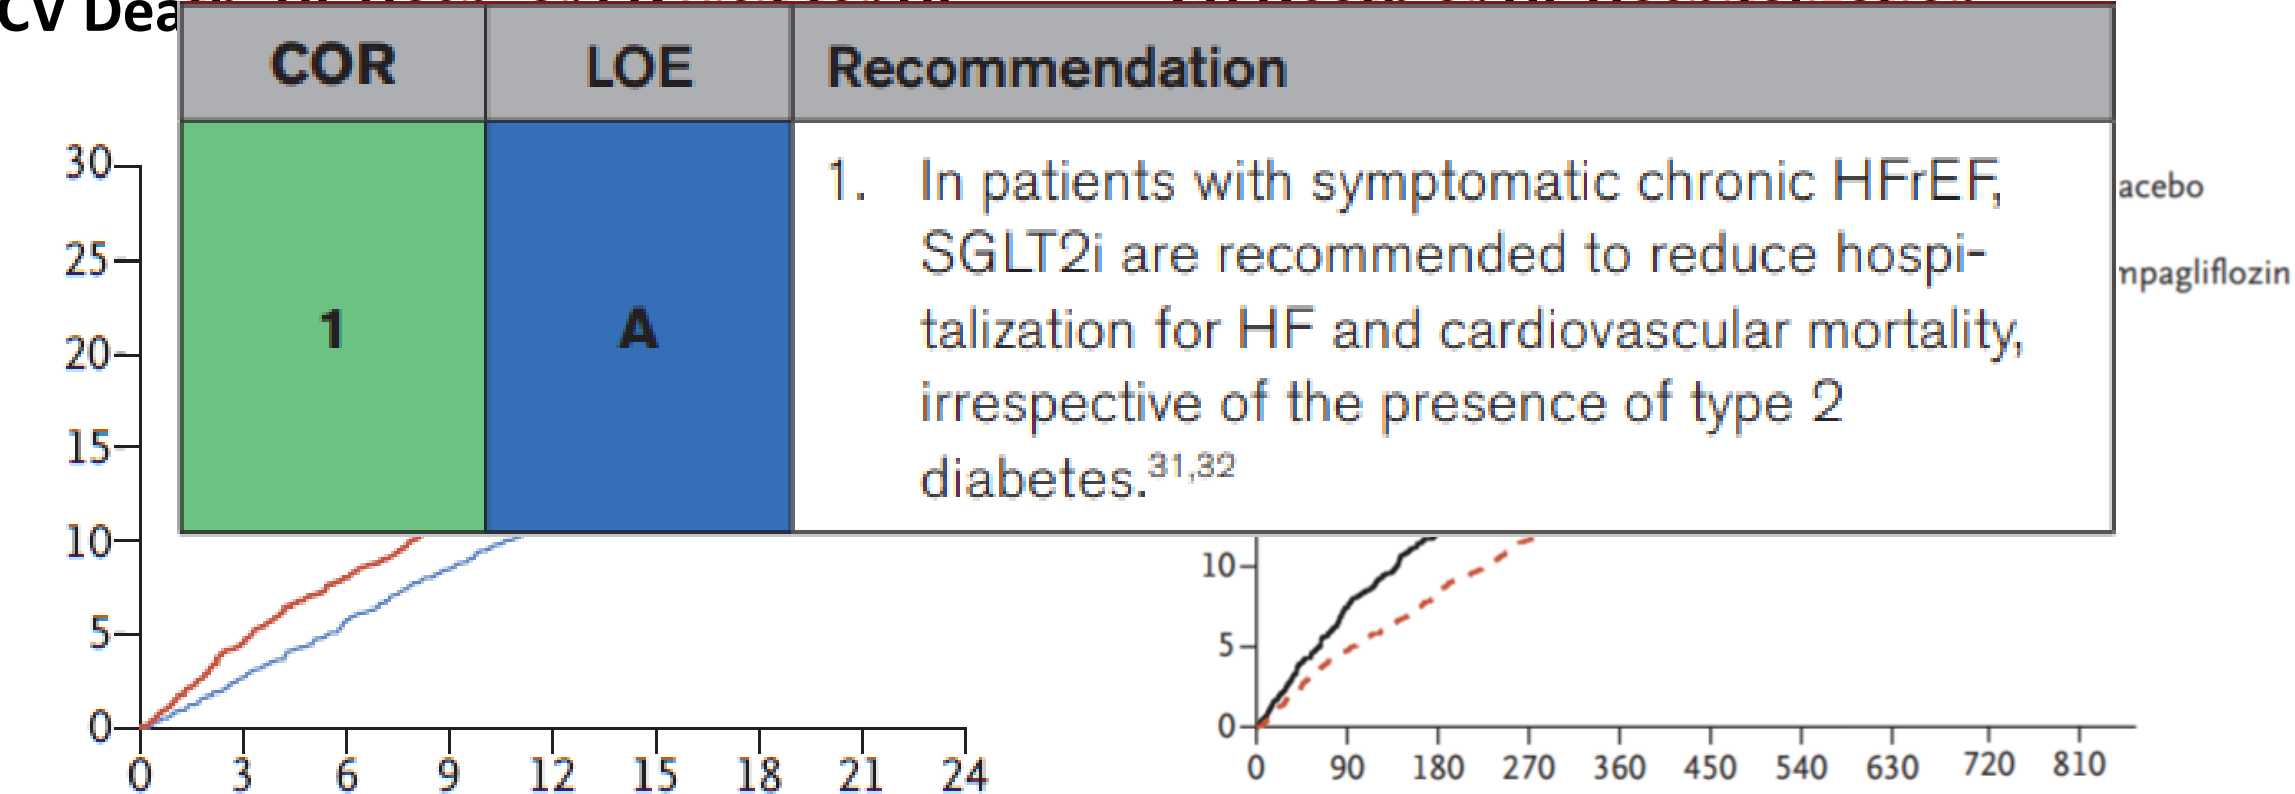 CV Dea
COR LOE Recommendation
1 A
1. In patients with symptomatic chronic HFrEF,
SGLT2i are recommended to reduce hospi-
talization for HF and cardiovascular mortality,
irrespective of the presence of type 2
diabetes.31,32
acebo
mpagliflozin
30
25
20
15
10
5
0
0 3 6 9 12 15 18 21 24
10
5
0
0 90 180 270 360 450 540 630 720 810